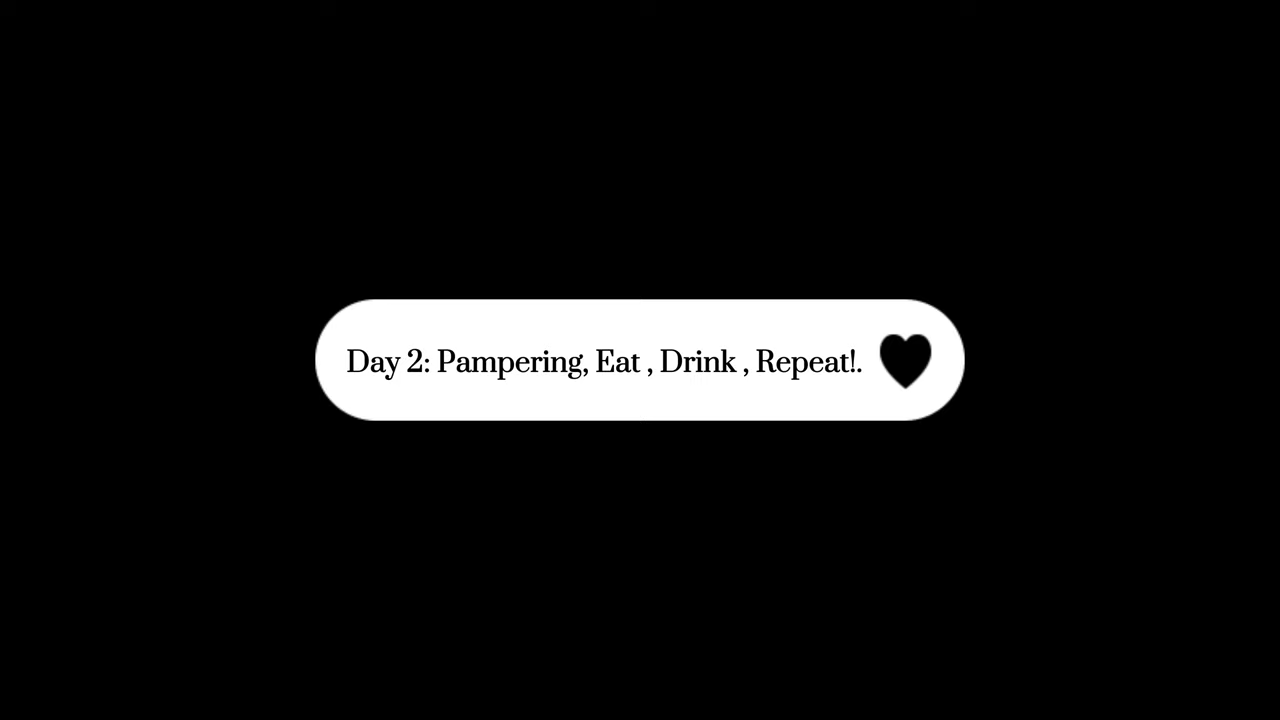 Day 2: Pampering, Eat , Drink , Repeat!.